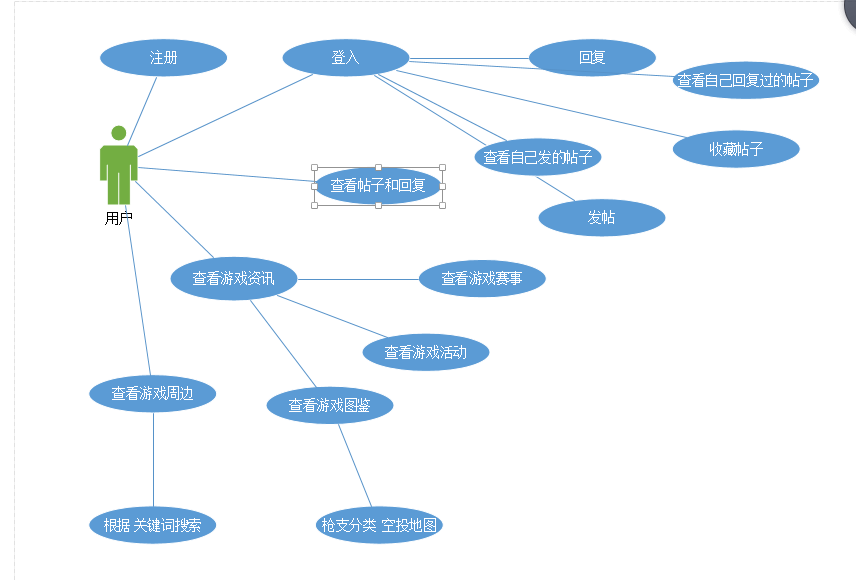 注册
登入
回复
查看自己回复过的帖子
收藏帖子
查看自己发的帖子
查看帖子和回复
发帖
用户
查看游戏资讯
查看游戏赛事
查看游戏活动
查看游戏周边
查看游戏图鉴
根据 关键词搜索
枪支分类 空投地图